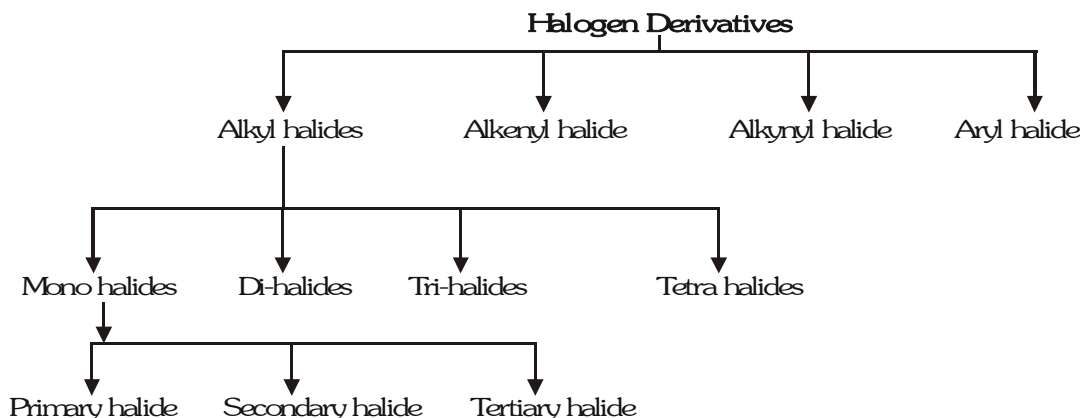 Halogen Derivatives
Alkyl halides Alkenyl halide Alkynyl halide Aryl halide
Mono halides Di-halides Tri-halides Tetra halides
Primary halide Secondary halide Tertiary halide